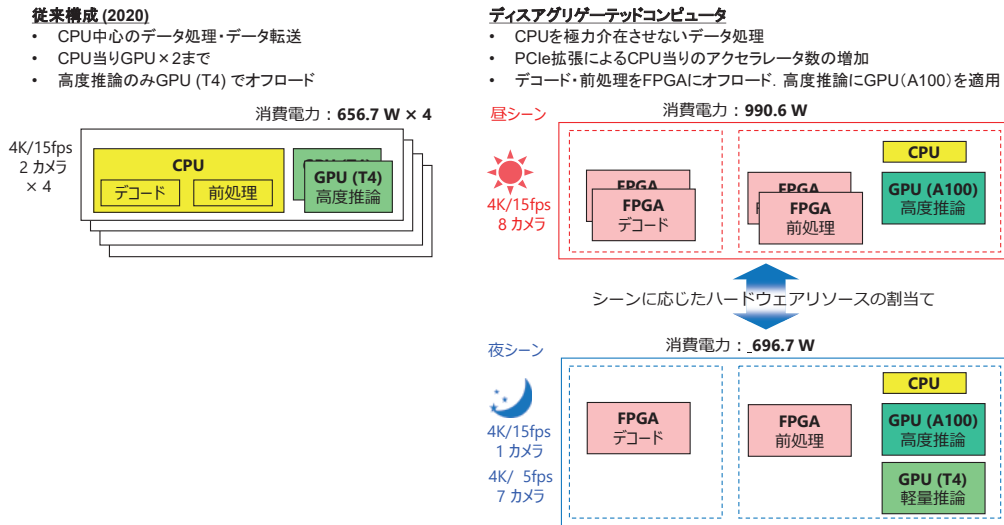 従来構成 (2020)
• CPU中心のデータ処理・データ転送
• CPU当りGPU×2まで
• 高度推論のみGPU (T4) でオフロード
消費電力：656.7 W × 4
4K/15fps
2 カメラ
× 4
CPU
デコード
前処理
GPU (T4)
高度推論
ディスアグリゲーテッドコンピュータ
• CPUを極力介在させないデータ処理
• PCIe拡張によるCPU当りのアクセラレータ数の増加
• デコード・前処理をFPGAにオフロード．高度推論にGPU（A100）を適用
昼シーン
消費電力：990.6 W
4K/15fps
8 カメラ
FPGA
FPGA
デコード
FPGA
FPGA
前処理
CPU
GPU (A100)
高度推論
シーンに応じたハードウェアリソースの割当て
夜シーン
消費電力： 696.7 W
4K/15fps
1 カメラ
4K/ 5fps
7 カメラ
FPGA
デコード
FPGA
前処理
CPU
GPU (A100)
高度推論
GPU (T4)
軽量推論